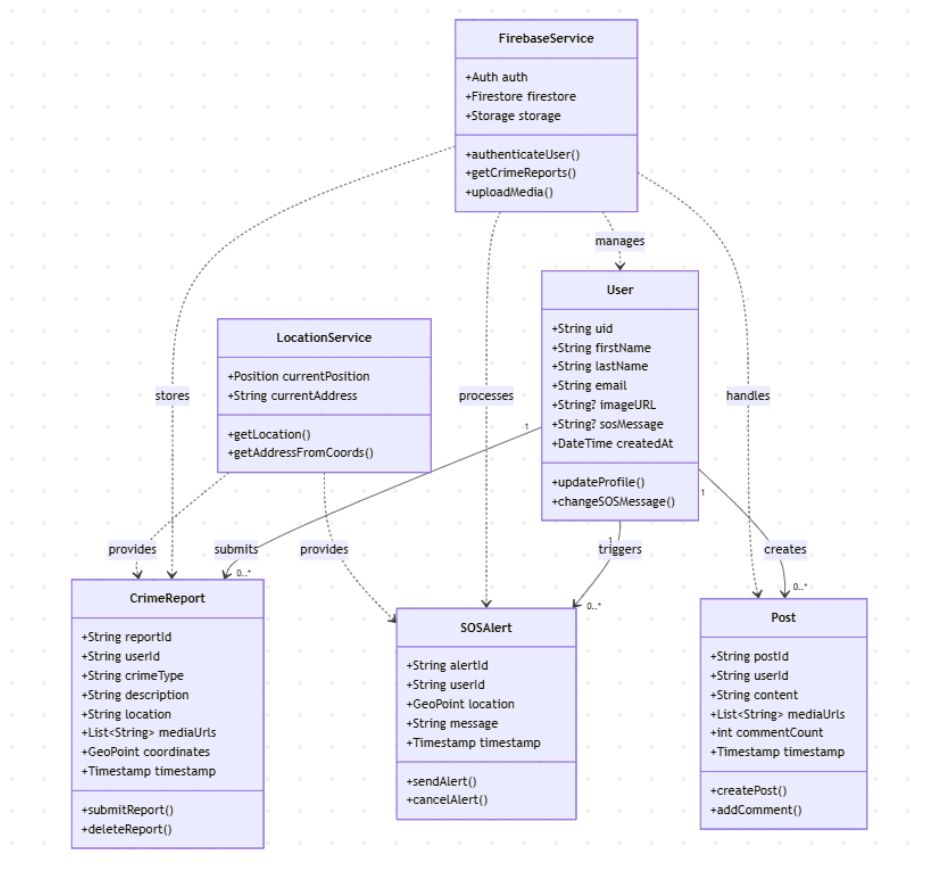 FirebaseService
+Auth auth
+Firestore firestore
+Storage storage
+authenticateUser()
+getCrimeReports()
+uploadMedia()
manages
User
+String uid
+String firstName
+String lastName
+String email
+String? imageURL
+String? sosMessage
+DateTime createdAt
+updateProfile()
+changeSOSMessage()
LocationService
+Position currentPosition
+String currentAddress
+getLocation()
+getAddressFromCoords()
stores
processes
handles
1
1
1
provides
submits
provides
triggers
creates
0..*
0..*
0..*
CrimeReport
+String reportId
+String userId
+String crimeType
+String description
+String location
+List<String> mediaUrls
+GeoPoint coordinates
+Timestamp timestamp
+submitReport()
+deleteReport()
SOSAlert
+String alertId
+String userId
+GeoPoint location
+String message
+Timestamp timestamp
+sendAlert()
+cancelAlert()
Post
+String postId
+String userId
+String content
+List<String> mediaUrls
+int commentCount
+Timestamp timestamp
+createPost()
+addComment()